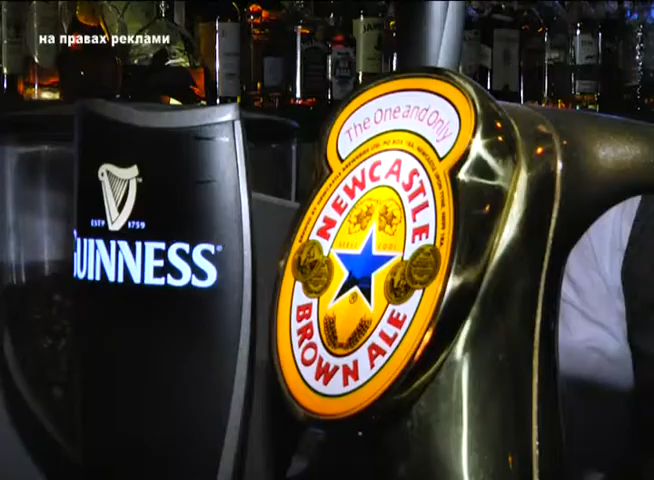 на правах рекламы
ESTD 1759
GUINNESS
The One and Only
NEWCASTLE
BROWN ALE